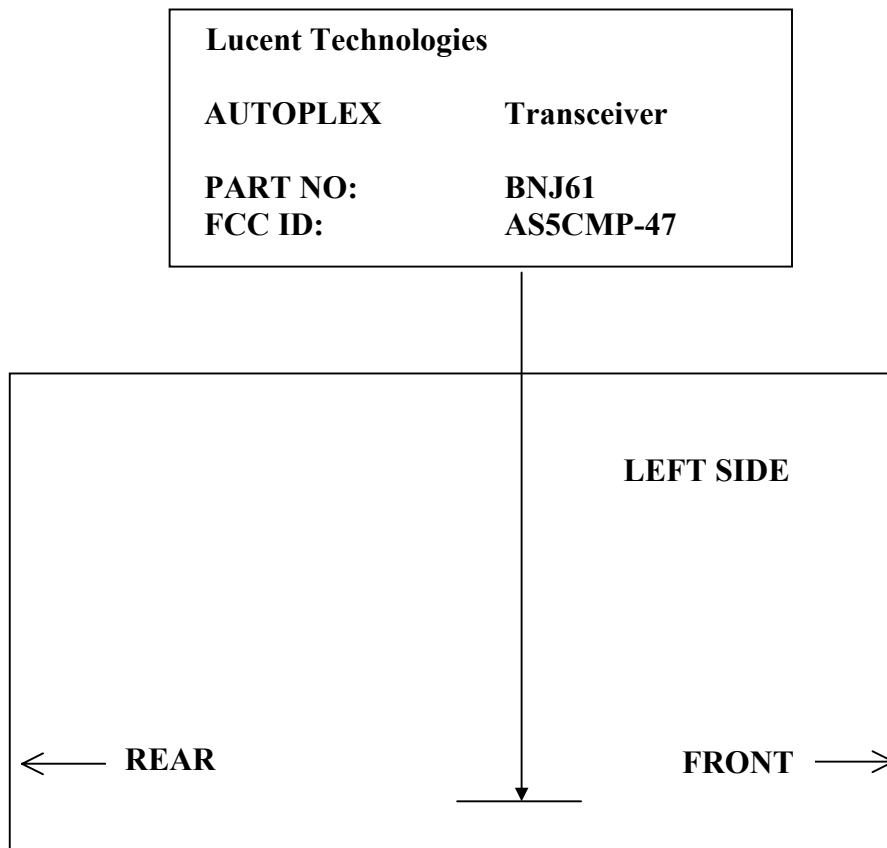 Lucent Technologies
AUTOPLEX Transceiver
PART NO: BNJ61
FCC ID: AS5CMP-47
LEFT SIDE
REAR FRONT